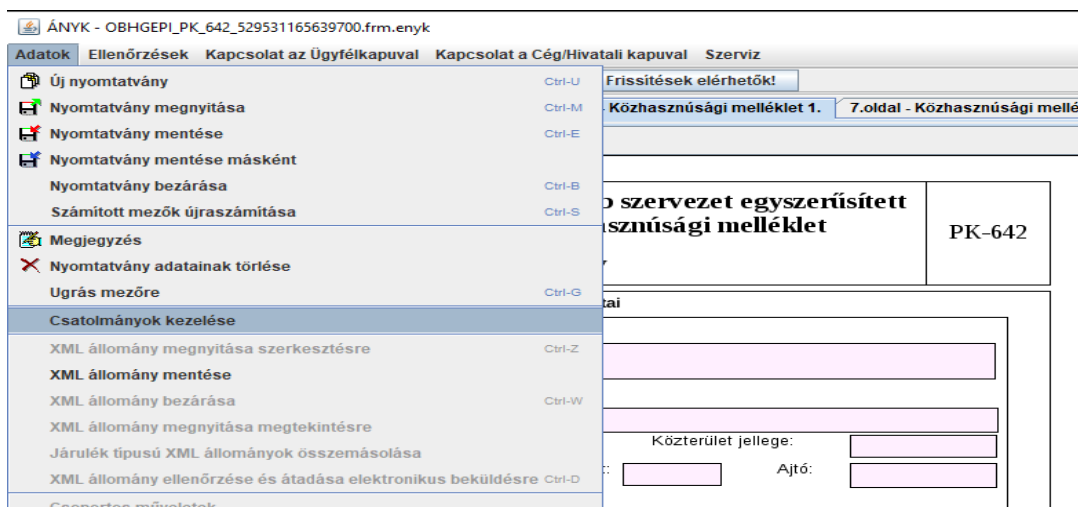 ÁNYK - OBHGEPI_PK_642_529531165639700.frm.enyk
Adatok Ellenőrzések Kapcsolat az Ügyfélkapuval Kapcsolat a Cég/Hivatali kapuval Szerviz
Új nyomtatvány Ctrl-U
Frissítések elérhetők!
Nyomtatvány megnyitása Ctrl-M
Közhasznúsági melléklet 1. 7.oldal - Közhasznúsági mellé
Nyomtatvány mentése Ctrl-E
Nyomtatvány mentése másként
Nyomtatvány bezárása Ctrl-B
Számított mezők újraszámítása Ctrl-S
Megjegyzés
Nyomtatvány adatainak törlése
Ugrás mezőre Ctrl-G
Csatolmányok kezelése
XML állomány megnyitása szerkesztésre Ctrl-Z
XML állomány mentése
XML állomány bezárása Ctrl-W
XML állomány megnyitása megtekintésre
Járulék típusú XML állományok összemásolása
XML állomány ellenőrzése és átadása elektronikus beküldésre Ctrl-D
szervezet egyszerűsített
sznúsági melléklet
PK-642
tai
Közterület jellege:
Ajtó: